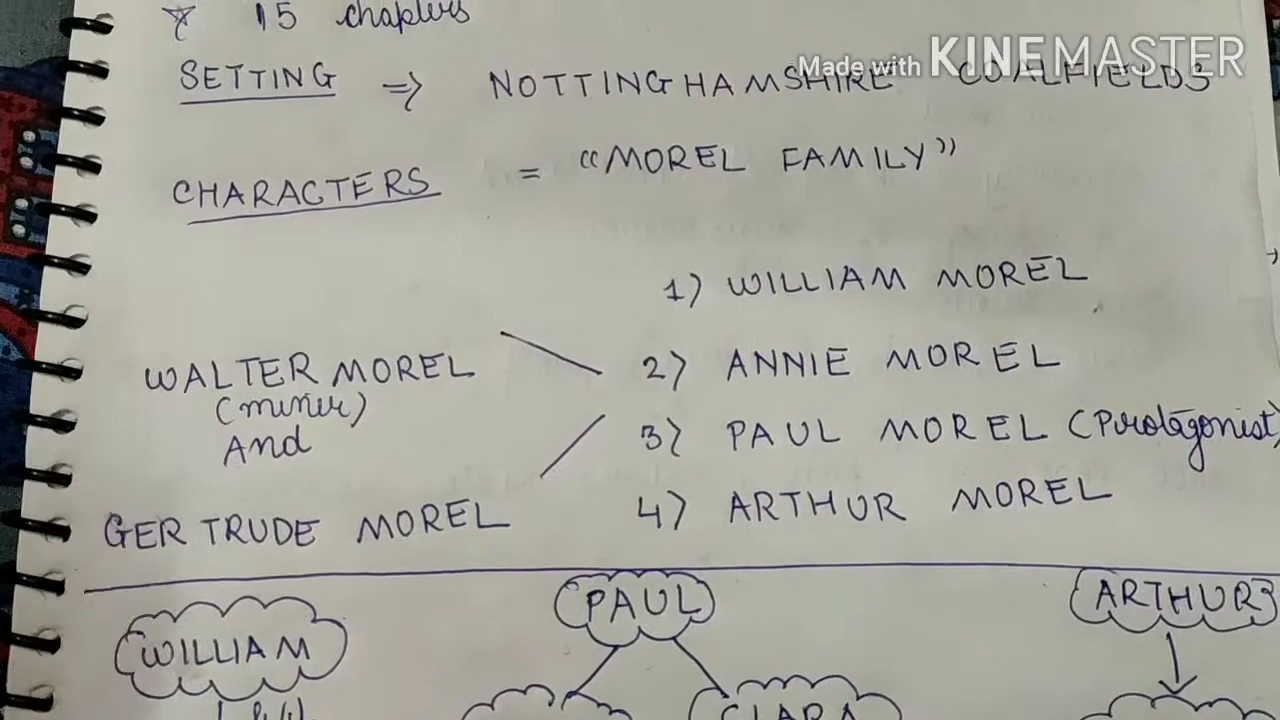 ☆ 15 chapters
Made with KINEMASTER
SETTING => NOTTINGHAMSHIRE COALFIELDS
CHARACTERS = "MOREL FAMILY"
1) WILLIAM MOREL
WALTER MOREL 2) ANNIE MOREL
(miner)
And 3) PAUL MOREL (Protagonist)
GERTRUDE MOREL 4) ARTHUR MOREL
WILLIAM PAUL ARTHUR
CLARA